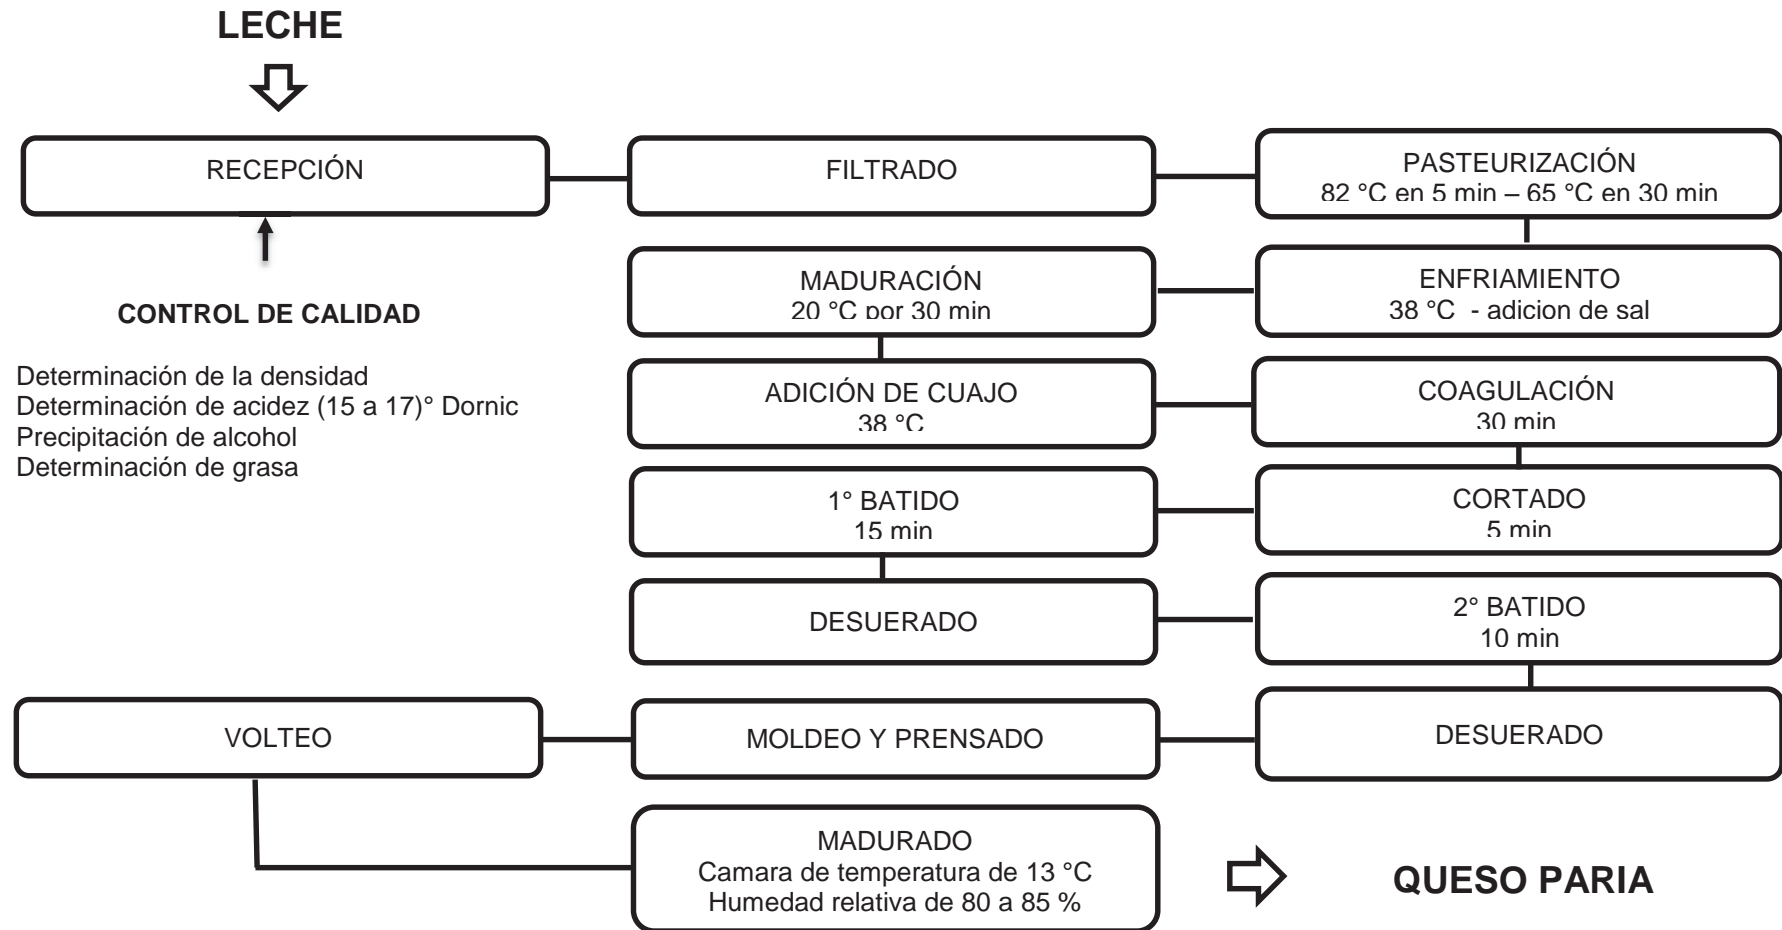 LECHE
RECEPCIÓN
FILTRADO
PASTEURIZACIÓN
82 °C en 5 min – 65 °C en 30 min
CONTROL DE CALIDAD
Determinación de la densidad
Determinación de acidez (15 a 17)° Dornic
Precipitación de alcohol
Determinación de grasa
ENFRIAMIENTO
38 °C - adicion de sal
MADURACIÓN
20 °C por 30 min
ADICIÓN DE CUAJO
38 °C
COAGULACIÓN
30 min
CORTADO
5 min
1° BATIDO
15 min
DESUERADO
2° BATIDO
10 min
DESUERADO
MOLDEO Y PRENSADO
VOLTEO
MADURADO
Camara de temperatura de 13 °C
Humedad relativa de 80 a 85 %
QUESO PARIA